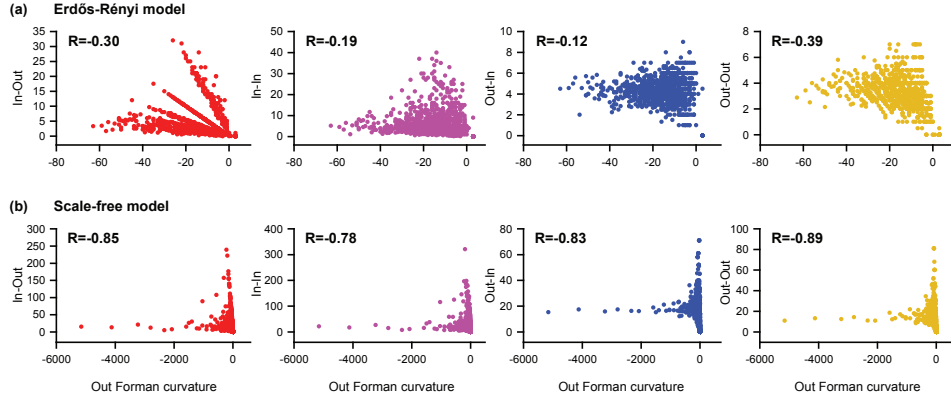 (a) Erdős-Rényi model
R=-0.30
In-Out
35
30
25
20
15
10
5
0
-80 -60 -40 -20 0
R=-0.19
In-In
50
40
30
20
10
0
-80 -60 -40 -20 0
R=-0.12
Out-In
10
8
6
4
2
0
-80 -60 -40 -20 0
R=-0.39
Out-Out
8
6
4
2
0
-80 -60 -40 -20 0
(b) Scale-free model
R=-0.85
In-Out
300
250
200
150
100
50
0
-6000 -4000 -2000 0
Out Forman curvature
R=-0.78
In-In
400
300
200
100
0
-6000 -4000 -2000 0
Out Forman curvature
R=-0.83
Out-In
80
60
40
20
0
-6000 -4000 -2000 0
Out Forman curvature
R=-0.89
Out-Out
100
80
60
40
20
0
-6000 -4000 -2000 0
Out Forman curvature